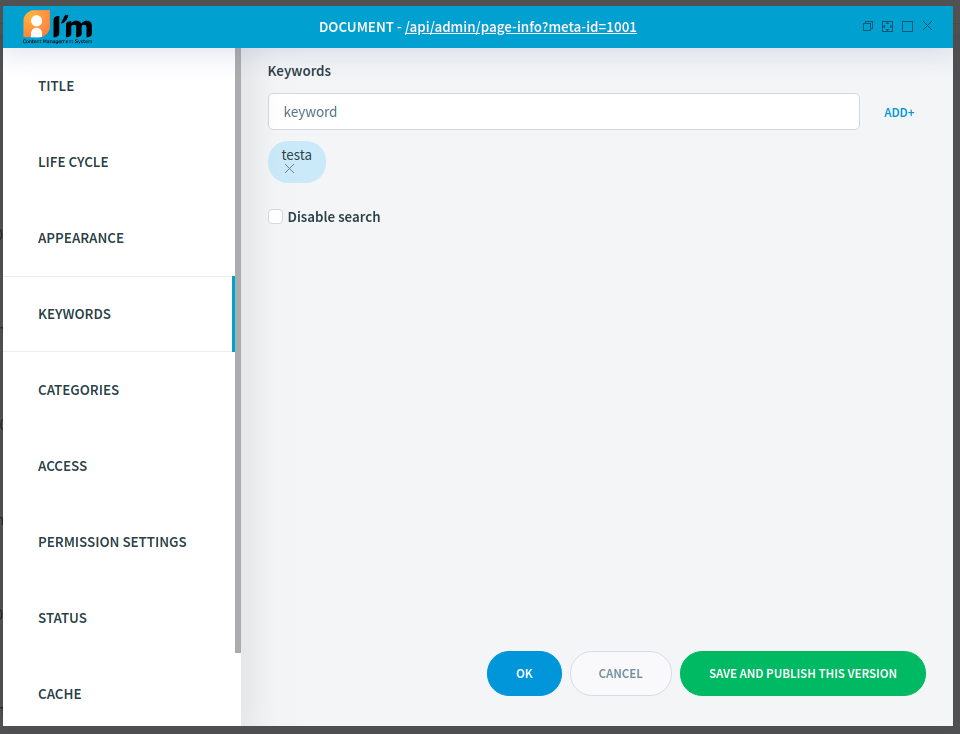 I'm
Content Management System
DOCUMENT - /api/admin/page-info?meta-id=1001
TITLE
LIFE CYCLE
APPEARANCE
KEYWORDS
CATEGORIES
ACCESS
PERMISSION SETTINGS
STATUS
CACHE
Keywords
keyword
ADD+
testa
Disable search
OK
CANCEL
SAVE AND PUBLISH THIS VERSION